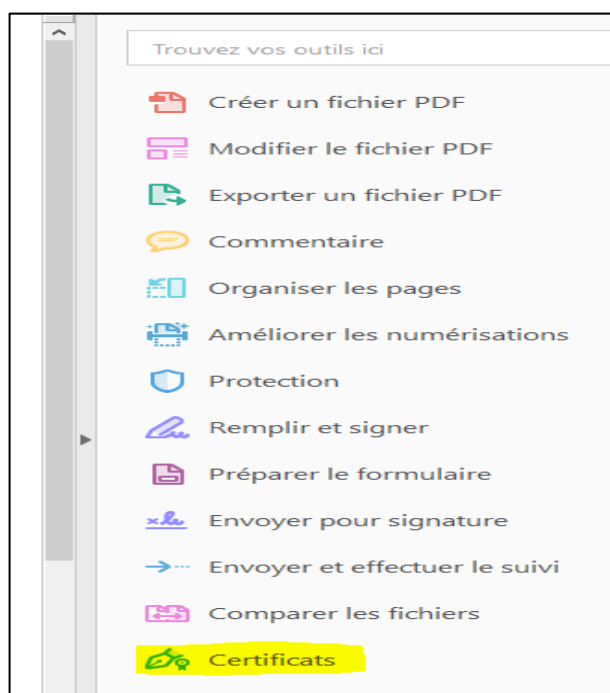 Trouvez vos outils ici
Créer un fichier PDF
Modifier le fichier PDF
Exporter un fichier PDF
Commentaire
Organiser les pages
Améliorer les numérisations
Protection
Remplir et signer
Préparer le formulaire
Envoyer pour signature
Envoyer et effectuer le suivi
Comparer les fichiers
Certificats